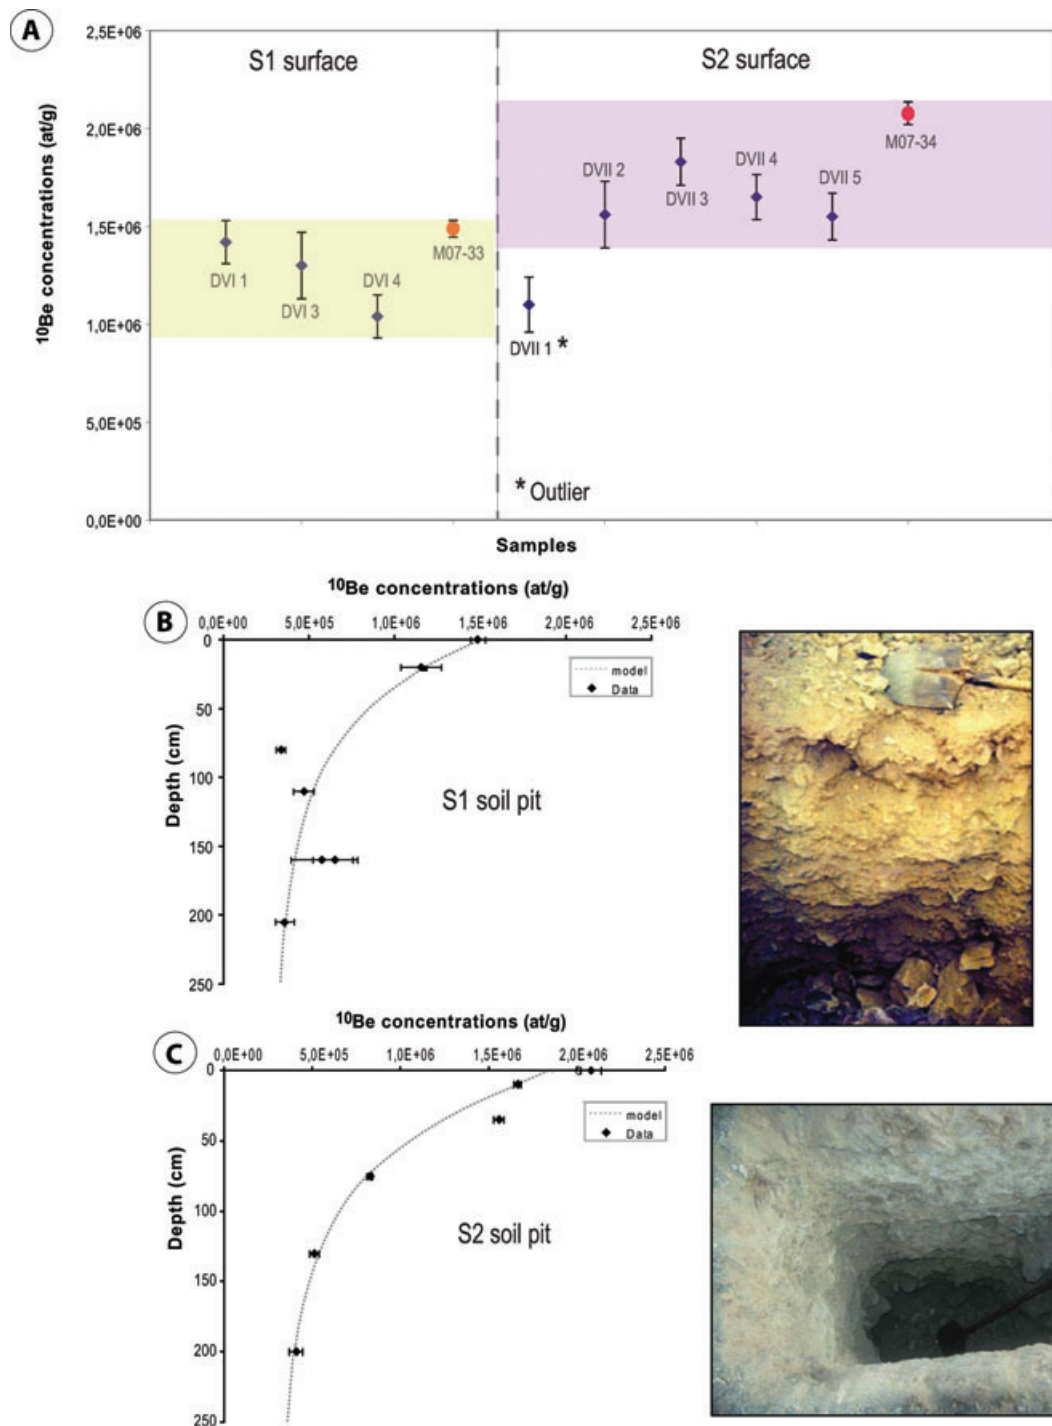 A
2,5E+06
S1 surface
S2 surface
2,0E+06
M07-34
DVII 2
DVII 4
DVII 5
DVII 3
1,5E+06
M07-33
DVI 1
DVI 4
DVI 3
1,0E+06
DVII 1 *
5,0E+05
* Outlier
0,0E+00
10Be concentrations (at/g)
Samples
B
10Be concentrations (at/g)
0,0E+00 5,0E+05 1,0E+06 1,5E+06 2,0E+06 2,5E+06
0
model
Data
50
100
S1 soil pit
150
200
250
Depth (cm)
C
10Be concentrations (at/g)
0,0E+00 5,0E+05 1,0E+06 1,5E+06 2,0E+06 2,5E+06
0
model
Data
50
100
S2 soil pit
150
200
250
Depth (cm)